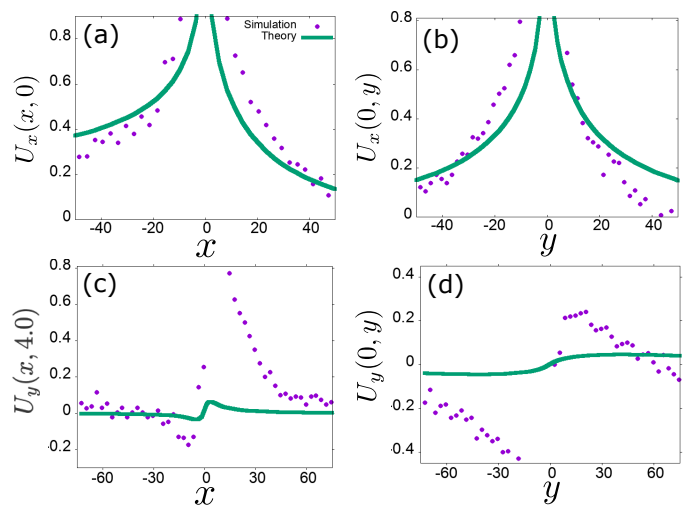 (a)
Simulation
Theory
U_x(x, 0)
0.8
0.6
0.4
0.2
0
-40
-20
0
20
40
x
(b)
U_x(0, y)
0.8
0.6
0.4
0.2
0
-40
-20
0
20
40
y
(c)
U_y(x, 4.0)
0.8
0.6
0.4
0.2
0
0.2
-60
-30
0
30
60
x
(d)
U_y(0, y)
0.4
0.2
0
-0.2
-0.4
-60
-30
0
30
60
y